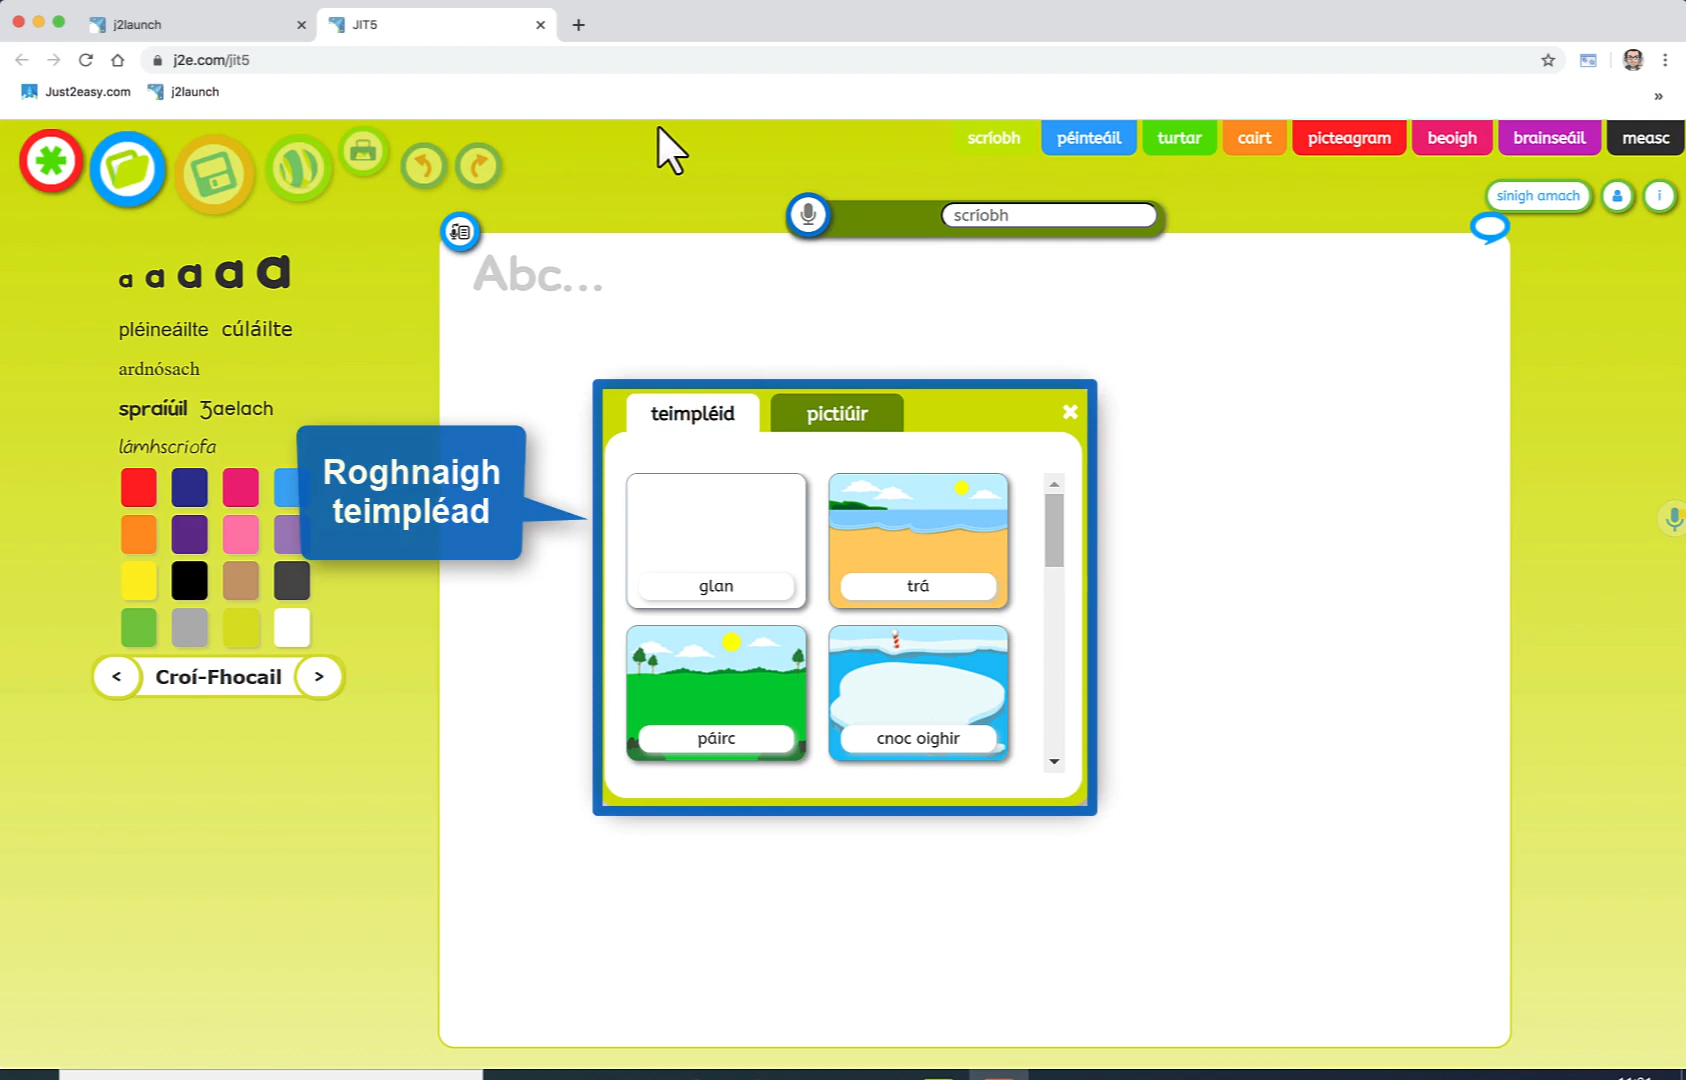 j2launch
JIT5
j2e.com/jit5
Just2easy.com
j2launch
»
scríobh
péinteáil
turtar
cairt
picteagram
beoigh
brainseáil
measc
sínigh amach
i
scríobh
Abc...
a a a a a
pléineáilte cúláilte
ardnósach
spraíúil Gaelach
lámhscríofa
Roghnaigh
teimpléad
teimpléid
pictiúir
glan
trá
páirc
cnoc oighir
< Croí-Fhocail >